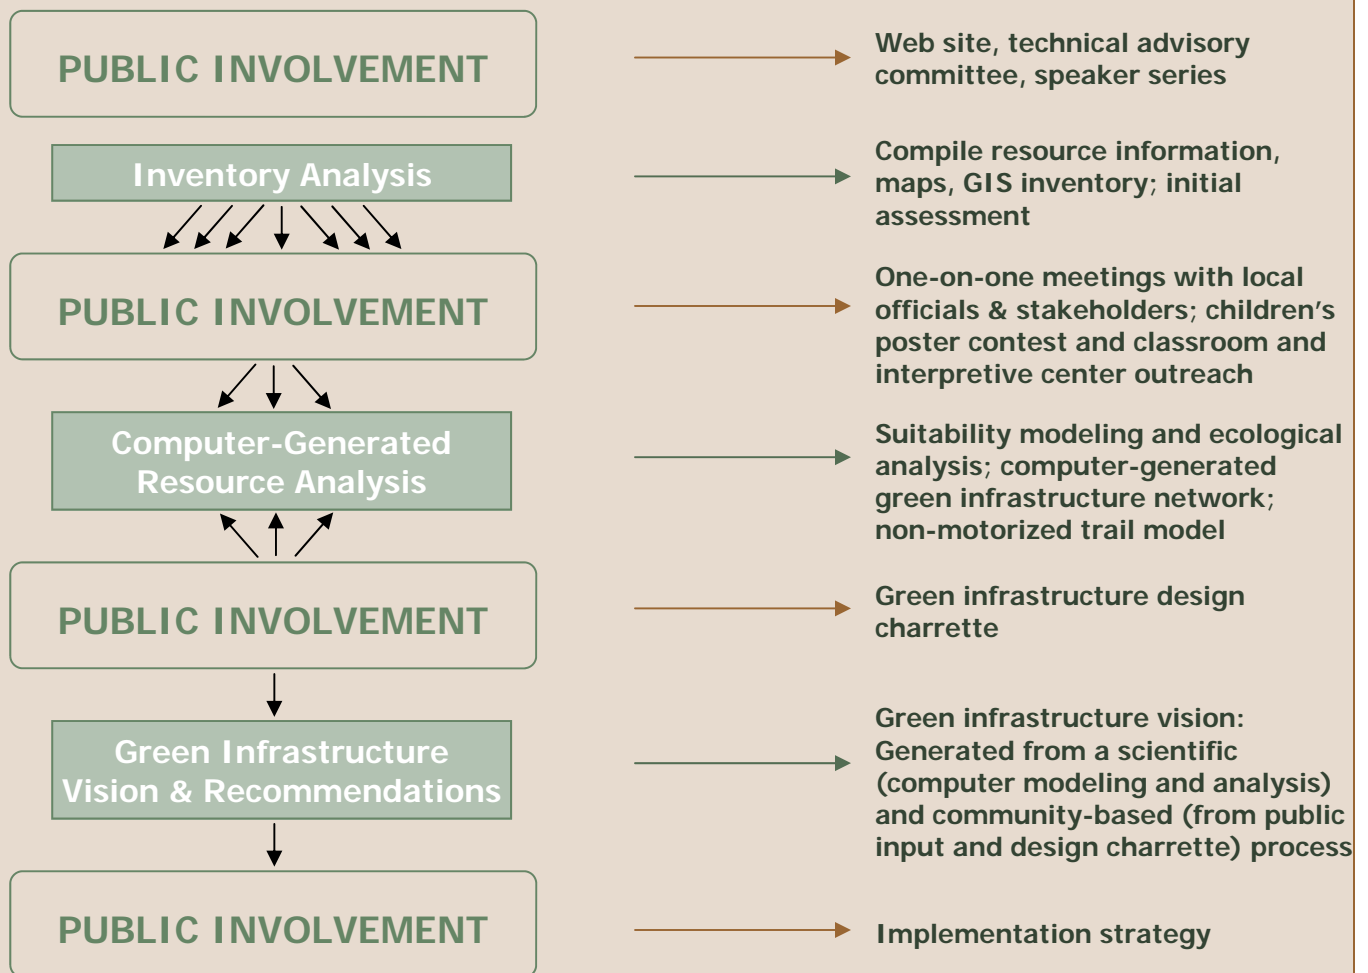 PUBLIC INVOLVEMENT
Web site, technical advisory
committee, speaker series
Inventory Analysis
Compile resource information,
maps, GIS inventory; initial
assessment
PUBLIC INVOLVEMENT
One-on-one meetings with local
officials & stakeholders; children's
poster contest and classroom and
interpretive center outreach
Computer-Generated
Resource Analysis
Suitability modeling and ecological
analysis; computer-generated
green infrastructure network;
non-motorized trail model
PUBLIC INVOLVEMENT
Green infrastructure design
charrette
Green Infrastructure
Vision & Recommendations
Green infrastructure vision:
Generated from a scientific
(computer modeling and analysis)
and community-based (from public
input and design charrette) process
PUBLIC INVOLVEMENT
Implementation strategy